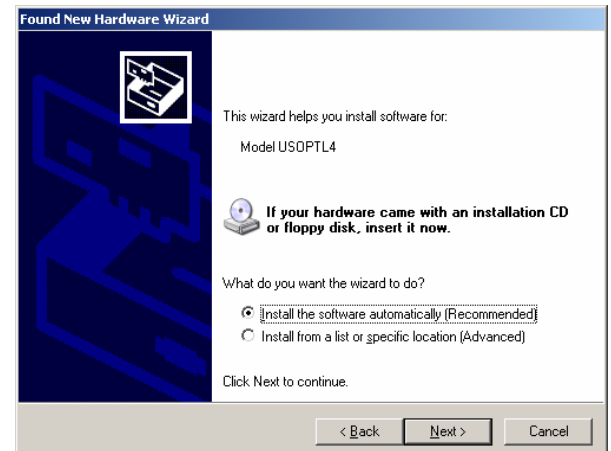 Found New Hardware Wizard
This wizard helps you install software for:
Model USOPTL4
If your hardware came with an installation CD
or floppy disk, insert it now.
What do you want the wizard to do?
Install the software automatically (Recommended)
Install from a list or specific location (Advanced)
Click Next to continue.
< Back
Next >
Cancel